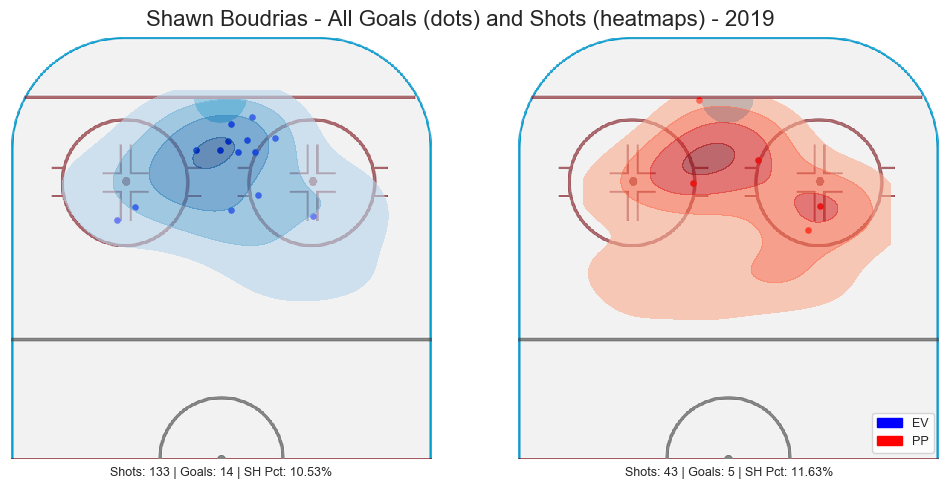 Shawn Boudrias - All Goals (dots) and Shots (heatmaps) - 2019
EV
PP
Shots: 133 | Goals: 14 | SH Pct: 10.53%
Shots: 43 | Goals: 5 | SH Pct: 11.63%